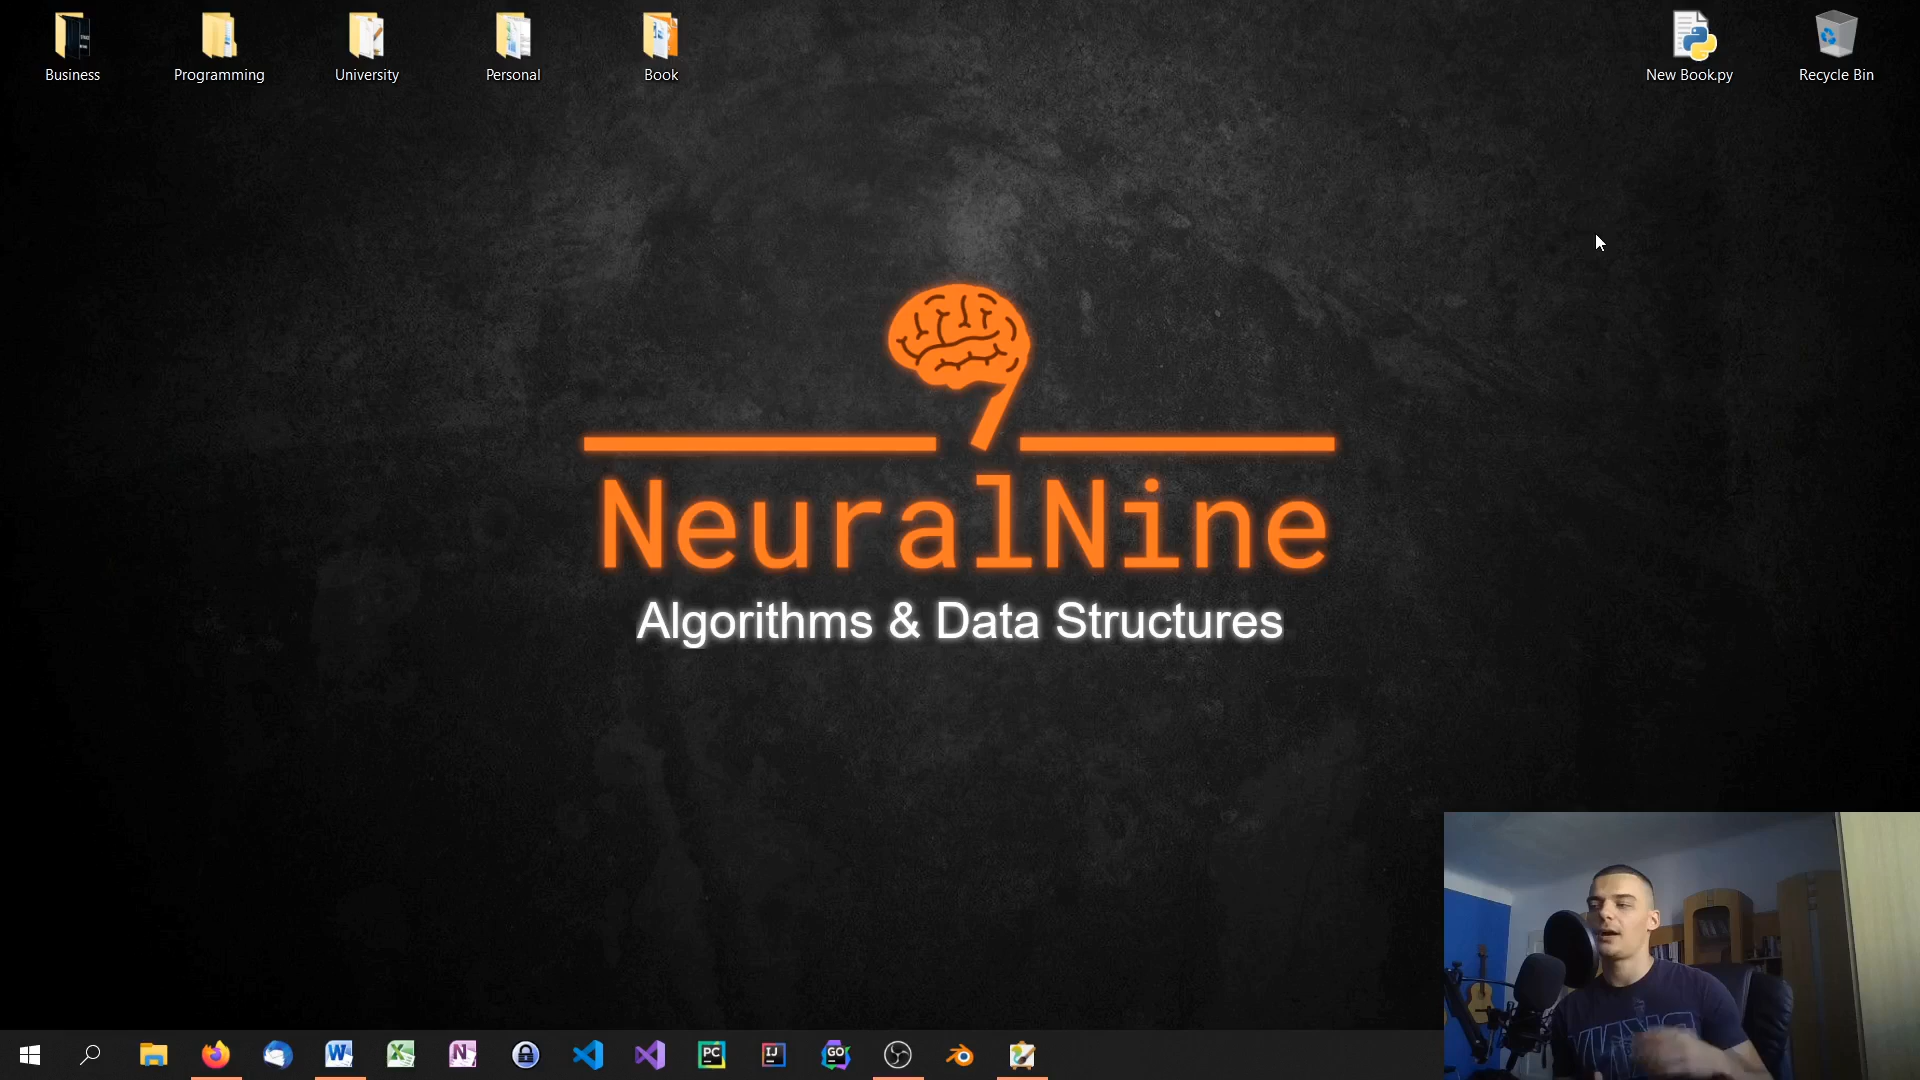 Business
Programming
University
Personal
Book
New Book.py
Recycle Bin
NeuralNine
Algorithms & Data Structures